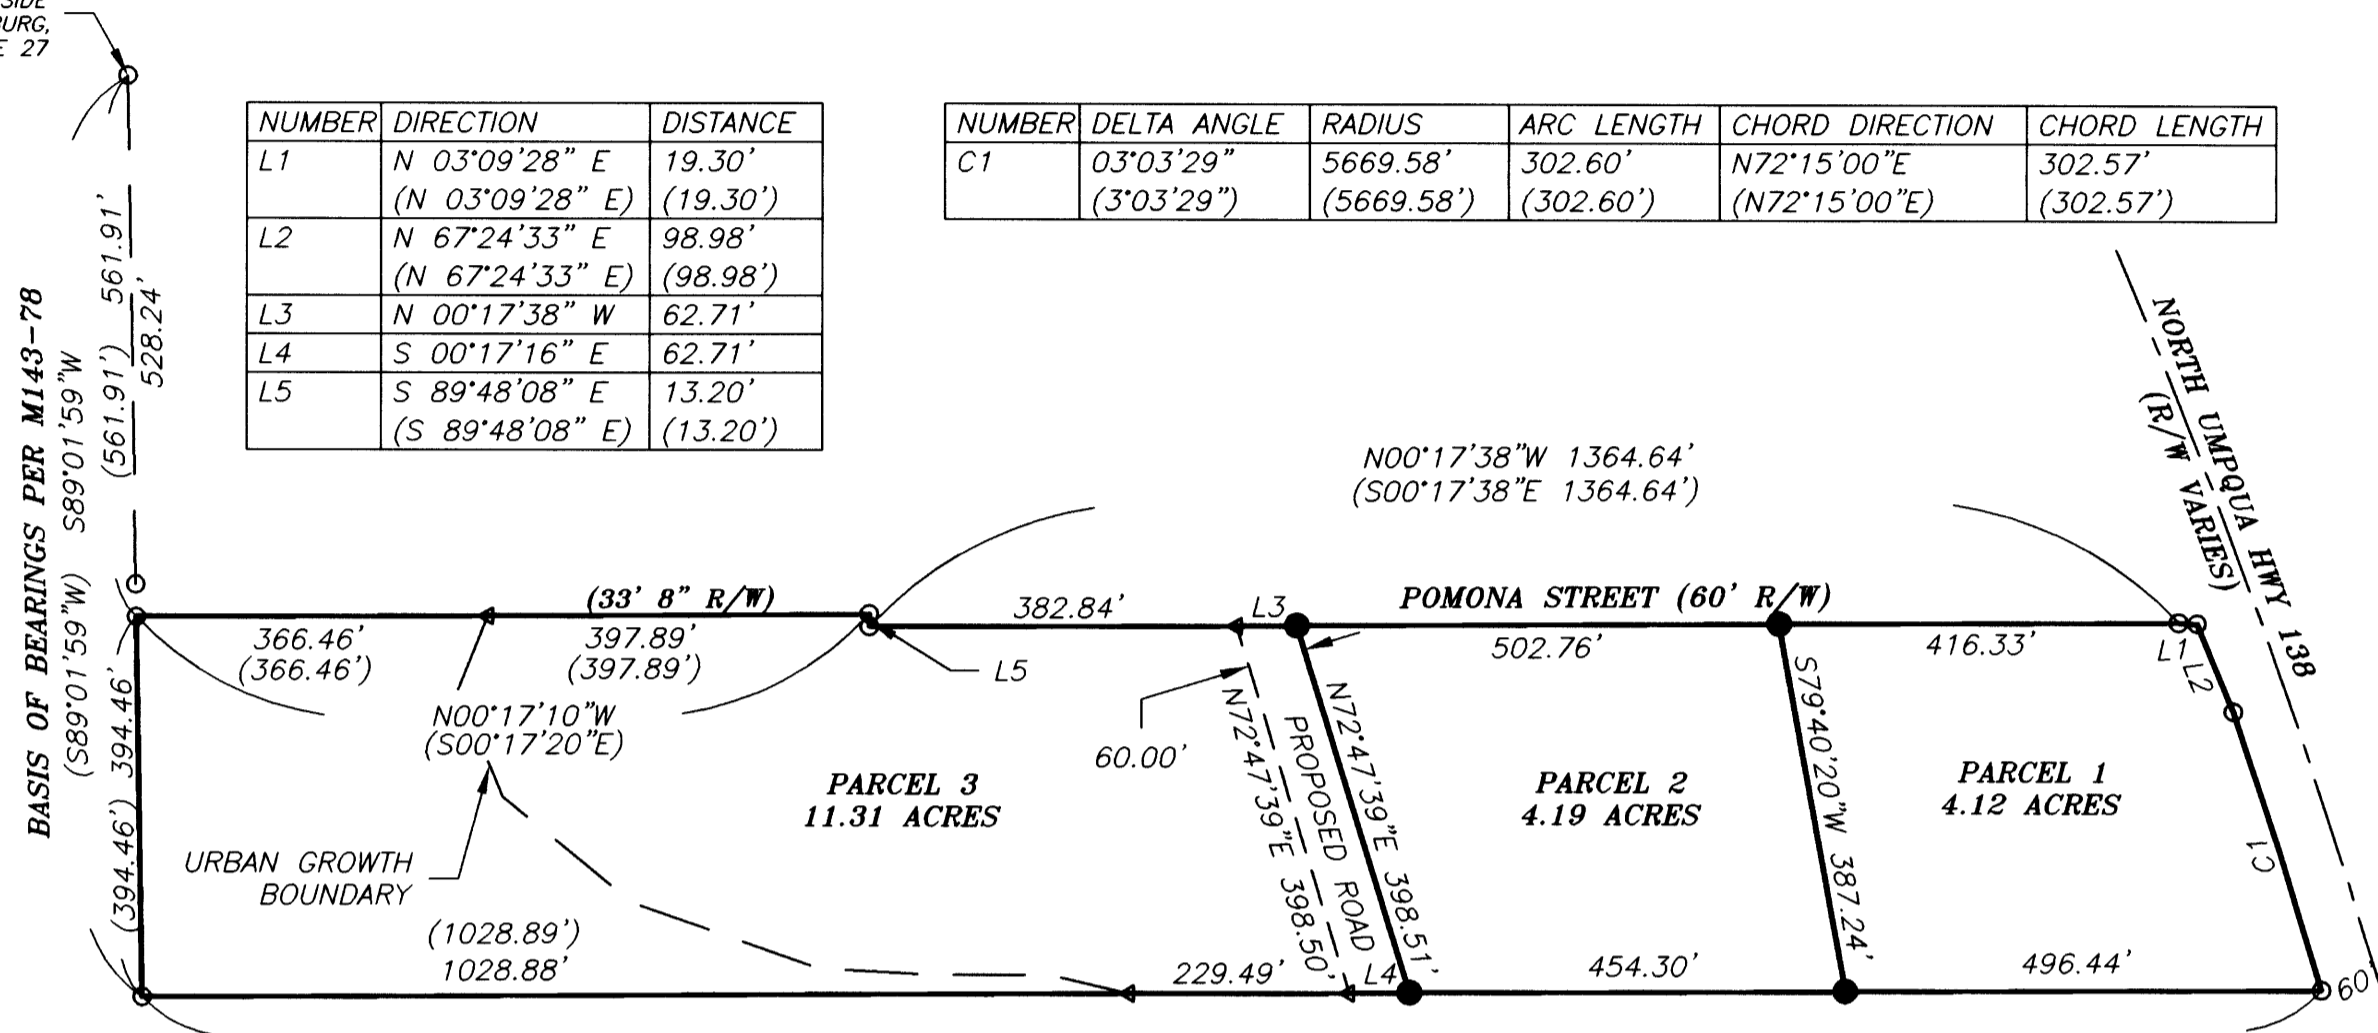 SIDE
BURG,
E 27
NUMBER DIRECTION DISTANCE
L1 N 03°09'28" E 19.30'
(N 03°09'28" E) (19.30')
L2 N 67°24'33" E 98.98'
(N 67°24'33" E) (98.98')
L3 N 00°17'38" W 62.71'
L4 S 00°17'16" E 62.71'
L5 S 89°48'08" E 13.20'
(S 89°48'08" E) (13.20')
NUMBER DELTA ANGLE RADIUS ARC LENGTH CHORD DIRECTION CHORD LENGTH
C1 03°03'29" 5669.58' 302.60' N72°15'00"E 302.57'
(3°03'29") (5669.58') (302.60') (N72°15'00"E) (302.57')
BASIS OF BEARINGS PER M143-78
(S89°01'59"W) S89°01'59"W
(561.91') 561.91'
528.24'
N00°17'38"W 1364.64'
(S00°17'38"E 1364.64')
NORTH UMPQUA HWY 138
(R/W VARIES)
(33' 8" R/W)
382.84'
L3
POMONA STREET (60' R/W)
366.46'
(366.46')
397.89'
(397.89')
L5
502.76'
416.33'
L1
L2
N00°17'10"W
(S00°17'20"E)
60.00'
(394.46') 394.46'
PARCEL 3
11.31 ACRES
N72°47'39"E 398.50'
PROPOSED ROAD
N72°47'39"E 398.51'
PARCEL 2
4.19 ACRES
S79°40'20"W 387.24'
PARCEL 1
4.12 ACRES
C1
URBAN GROWTH
BOUNDARY
(1028.89')
1028.88'
229.49'
L4
454.30'
496.44'
60'